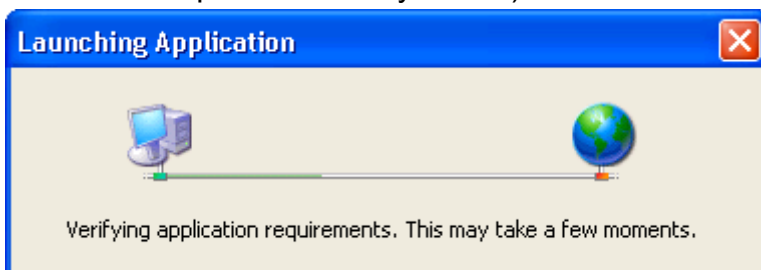 Launching Application
Verifying application requirements. This may take a few moments.